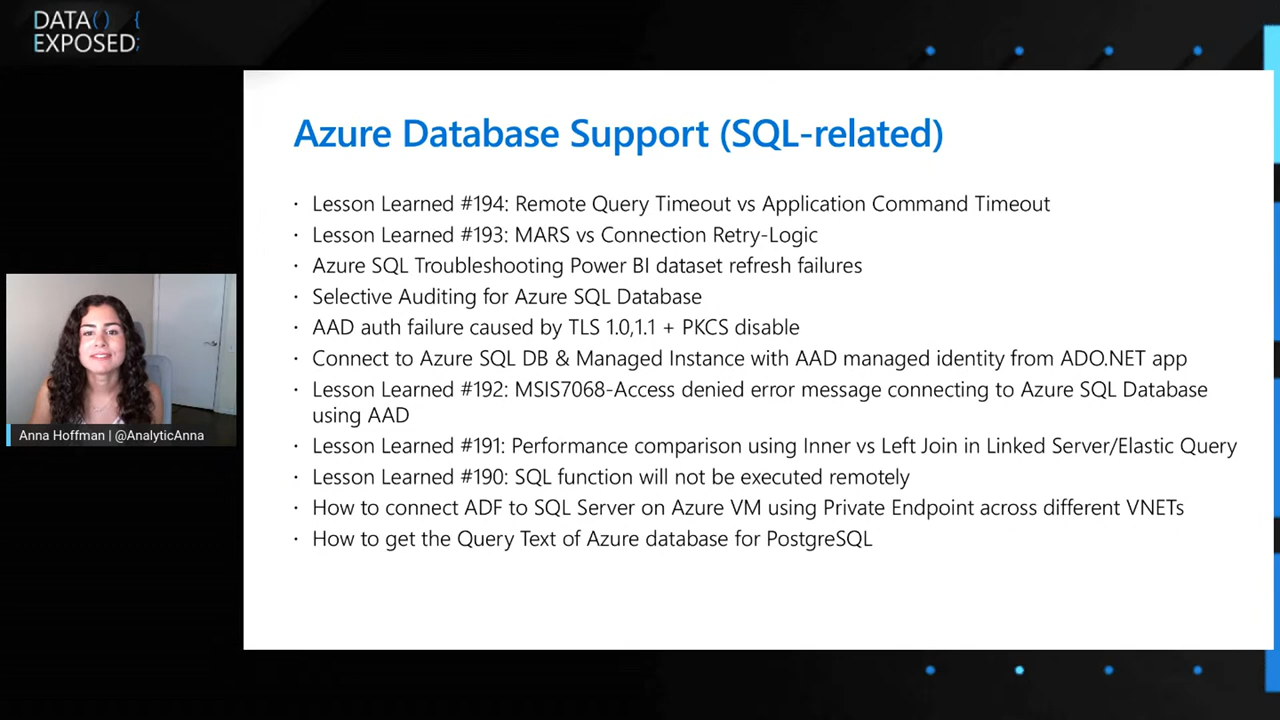 DATA() {
EXPOSED;
Azure Database Support (SQL-related)
· Lesson Learned #194: Remote Query Timeout vs Application Command Timeout
· Lesson Learned #193: MARS vs Connection Retry-Logic
· Azure SQL Troubleshooting Power BI dataset refresh failures
· Selective Auditing for Azure SQL Database
· AAD auth failure caused by TLS 1.0,1.1 + PKCS disable
· Connect to Azure SQL DB & Managed Instance with AAD managed identity from ADO.NET app
· Lesson Learned #192: MSIS7068-Access denied error message connecting to Azure SQL Database
using AAD
· Lesson Learned #191: Performance comparison using Inner vs Left Join in Linked Server/Elastic Query
· Lesson Learned #190: SQL function will not be executed remotely
· How to connect ADF to SQL Server on Azure VM using Private Endpoint across different VNETs
· How to get the Query Text of Azure database for PostgreSQL
Anna Hoffman | @AnalyticAnna